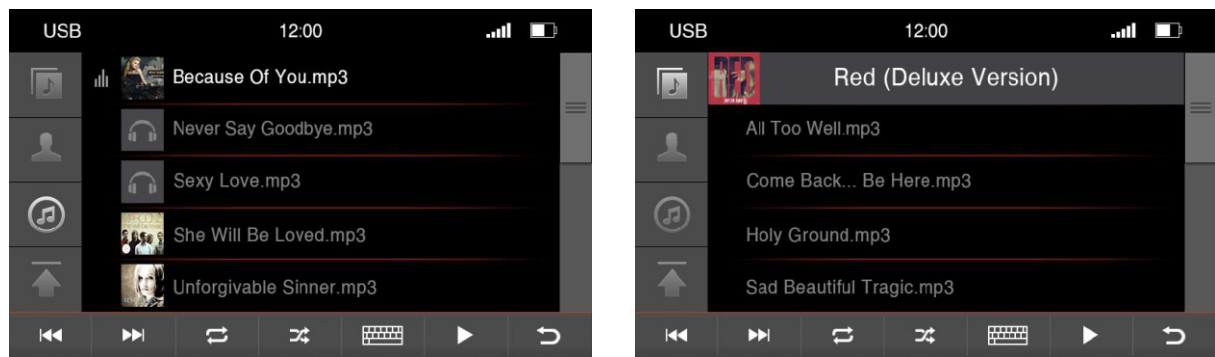 USB 12:00
Because Of You.mp3
Never Say Goodbye.mp3
Sexy Love.mp3
She Will Be Loved.mp3
Unforgivable Sinner.mp3
USB 12:00
RED
Red (Deluxe Version)
All Too Well.mp3
Come Back... Be Here.mp3
Holy Ground.mp3
Sad Beautiful Tragic.mp3